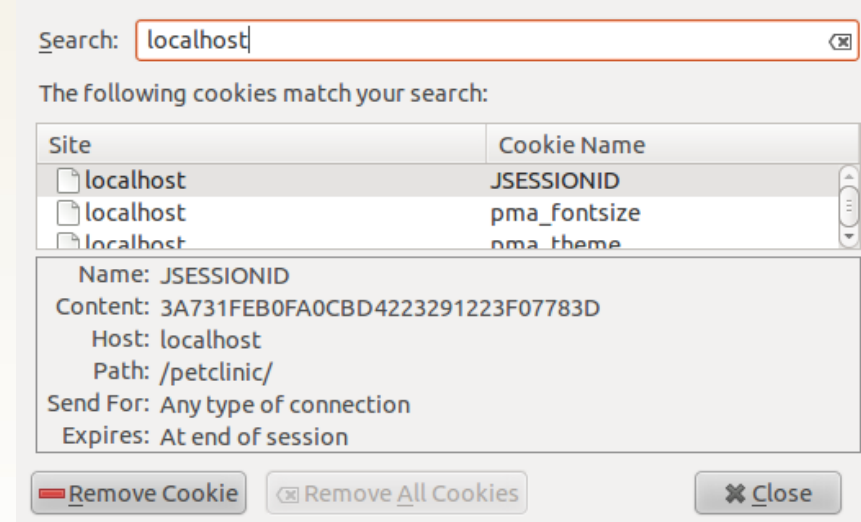 Search: localhost
The following cookies match your search:
Site Cookie Name
localhost JSESSIONID
localhost pma_fontsize
localhost pma_theme
Name: JSESSIONID
Content: 3A731FEB0FA0CBD4223291223F07783D
Host: localhost
Path: /petclinic/
Send For: Any type of connection
Expires: At end of session
Remove Cookie Remove All Cookies Close